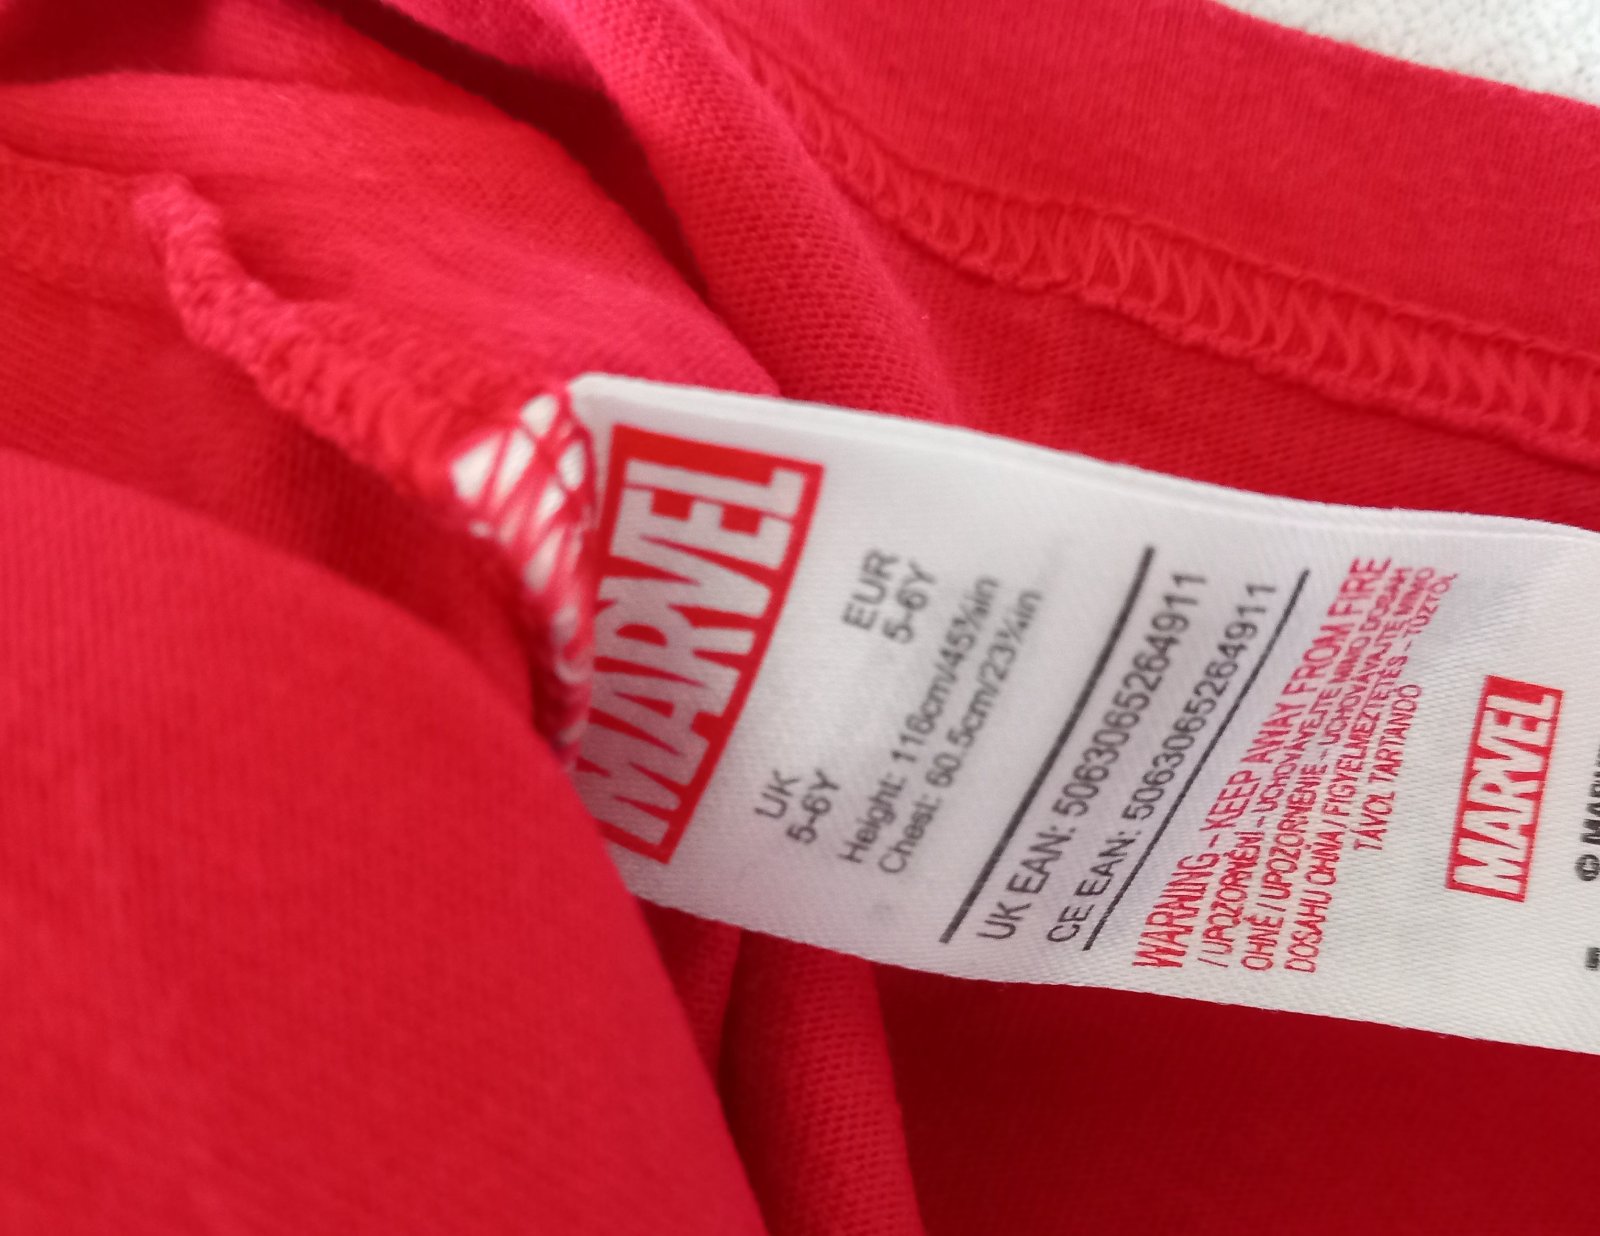 MARVEL
UK EUR
5-6Y 5-6Y
Height: 116cm/45¾in
Chest: 60.5cm/23¾in
UK EAN: 5063065264911
CE EAN: 5063065264911
WARNING - KEEP AWAY FROM FIRE
/ UPOZORNĚNÍ - UCHOVÁVEJTE MIMO DOSAH
OHNĚ / UPOZORNENIE - UCHOVÁVAJTE MIMO
DOSAHU OHŇA / FIGYELMEZTETÉS - TŰZTŐL
TÁVOL TARTANDÓ
MARVEL
© MARVEL